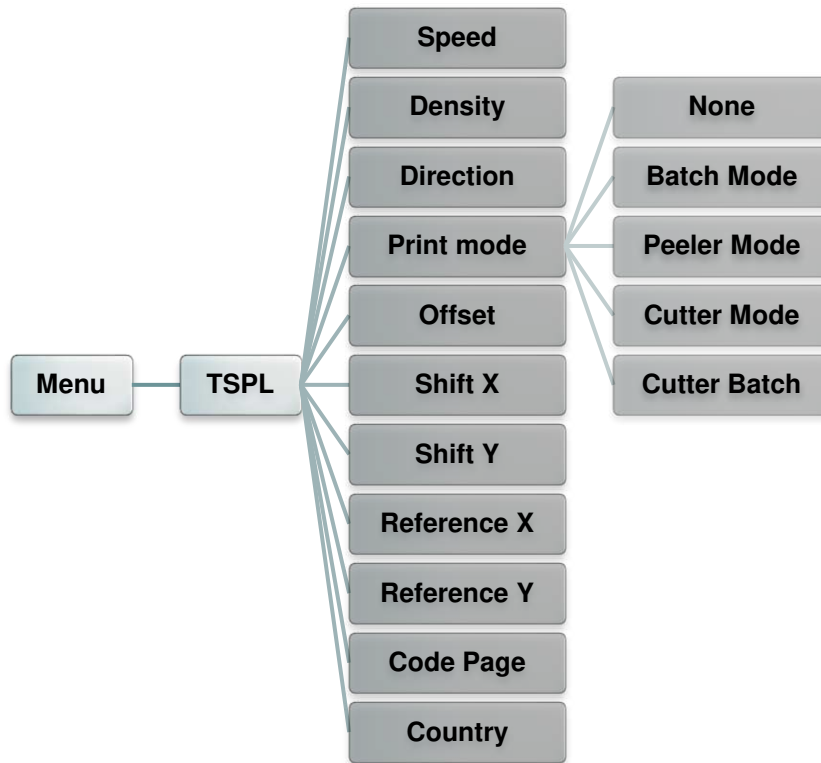 Speed
Density
None
Direction
Batch Mode
Print mode
Peeler Mode
Offset
Cutter Mode
Menu
TSPL
Shift X
Cutter Batch
Shift Y
Reference X
Reference Y
Code Page
Country